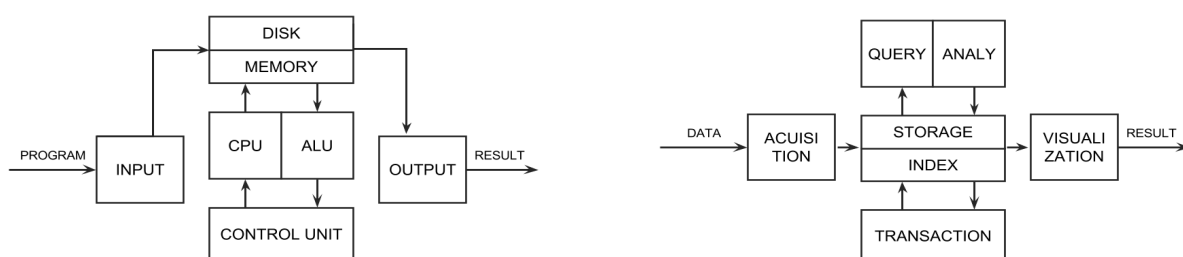 DISK
MEMORY
CPU
ALU
PROGRAM
INPUT
OUTPUT
RESULT
CONTROL UNIT
QUERY
ANALY
DATA
ACUISI
TION
STORAGE
INDEX
VISUALI
ZATION
RESULT
TRANSACTION